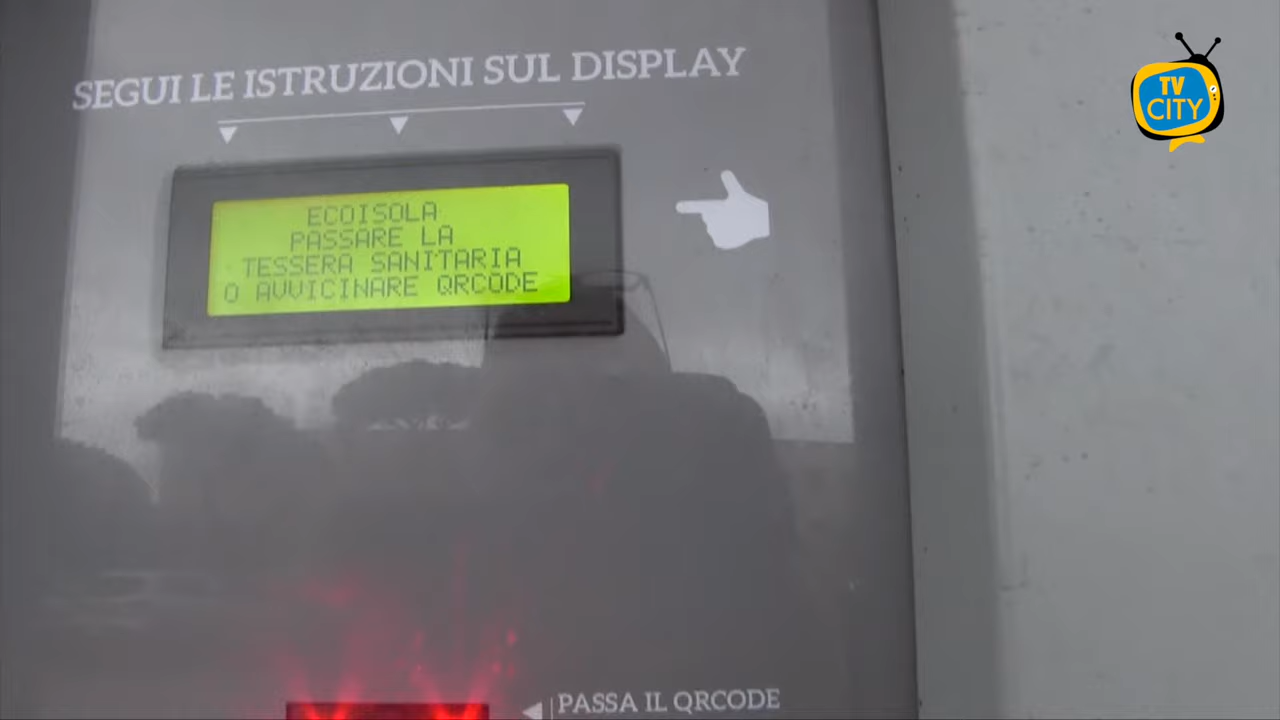 SEGUI LE ISTRUZIONI SUL DISPLAY
TV
CITY
ECOISOLA
PASSARE LA
TESSERA SANITARIA
O AVVICINARE QRCODE
PASSA IL QRCODE